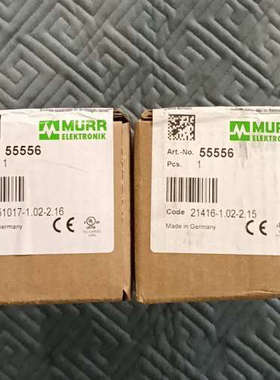 MURR
ELEKTRONIK
55556
1
51017-1.02-2.16
Germany
MURR
ELEKTRONIK
Art.-No. 55556
Pcs. 1
Code 21416-1.02-2.15
Made in Germany